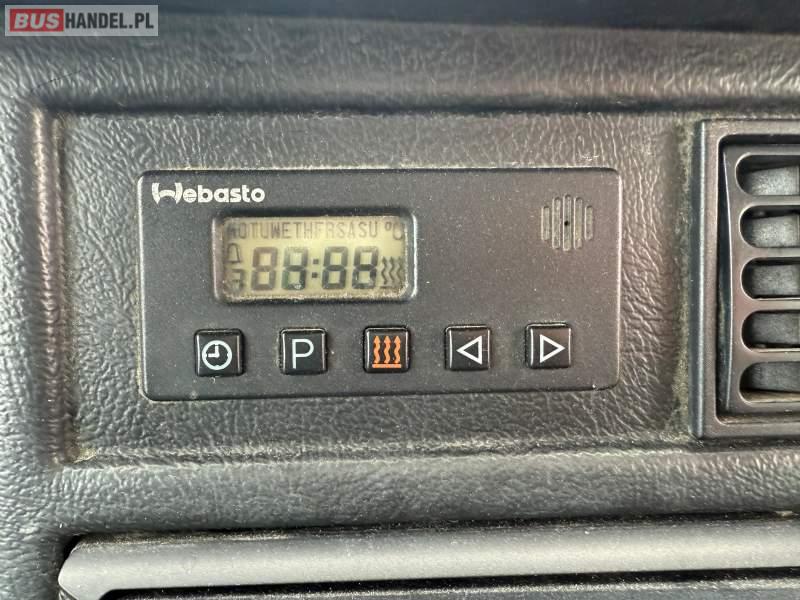 BUSHANDEL.PL
Webasto
MOTUWETHFRSASU °C
88:88
P